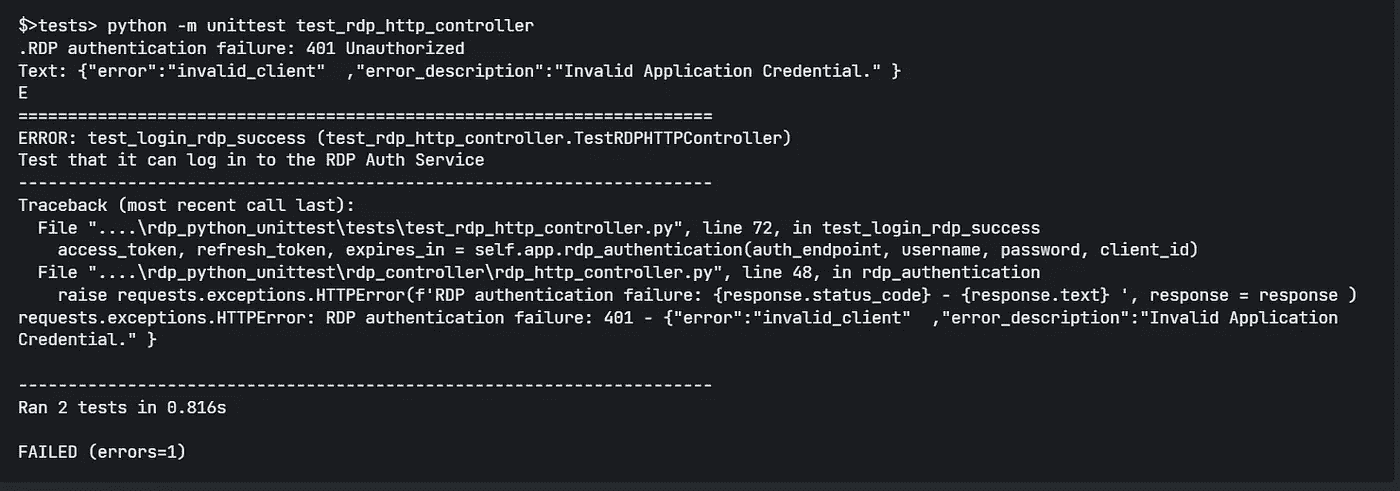 $>tests> python -m unittest test_rdp_http_controller
.RDP authentication failure: 401 Unauthorized
Text: {"error":"invalid_client"  ,"error_description":"Invalid Application Credential." }
E
======================================================================
ERROR: test_login_rdp_success (test_rdp_http_controller.TestRDPHTTPController)
Test that it can log in to the RDP Auth Service
----------------------------------------------------------------------
Traceback (most recent call last):
  File "....\rdp_python_unittest\tests\test_rdp_http_controller.py", line 72, in test_login_rdp_success
    access_token, refresh_token, expires_in = self.app.rdp_authentication(auth_endpoint, username, password, client_id)
  File "....\rdp_python_unittest\rdp_controller\rdp_http_controller.py", line 48, in rdp_authentication
    raise requests.exceptions.HTTPError(f'RDP authentication failure: {response.status_code} - {response.text} ', response = response )
requests.exceptions.HTTPError: RDP authentication failure: 401 - {"error":"invalid_client"  ,"error_description":"Invalid Application
Credential." }
----------------------------------------------------------------------
Ran 2 tests in 0.816s
FAILED (errors=1)